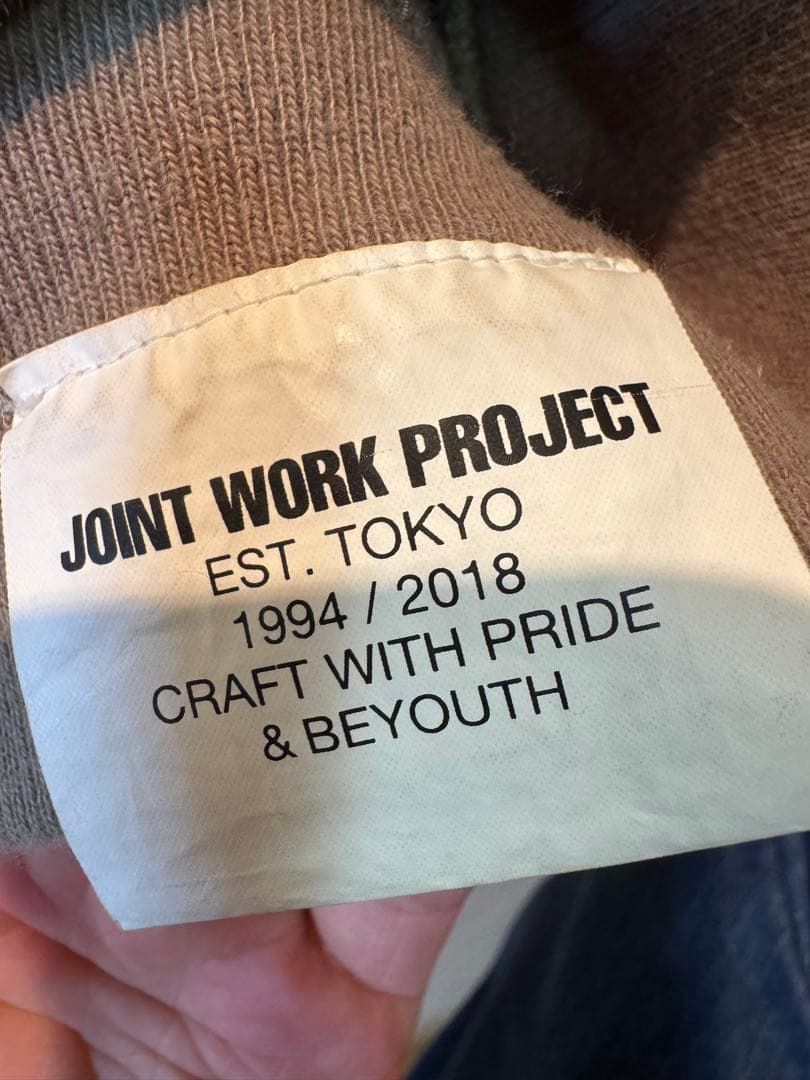 JOINT WORK PROJECT
EST. TOKYO
1994 / 2018
CRAFT WITH PRIDE
& BEYOUTH